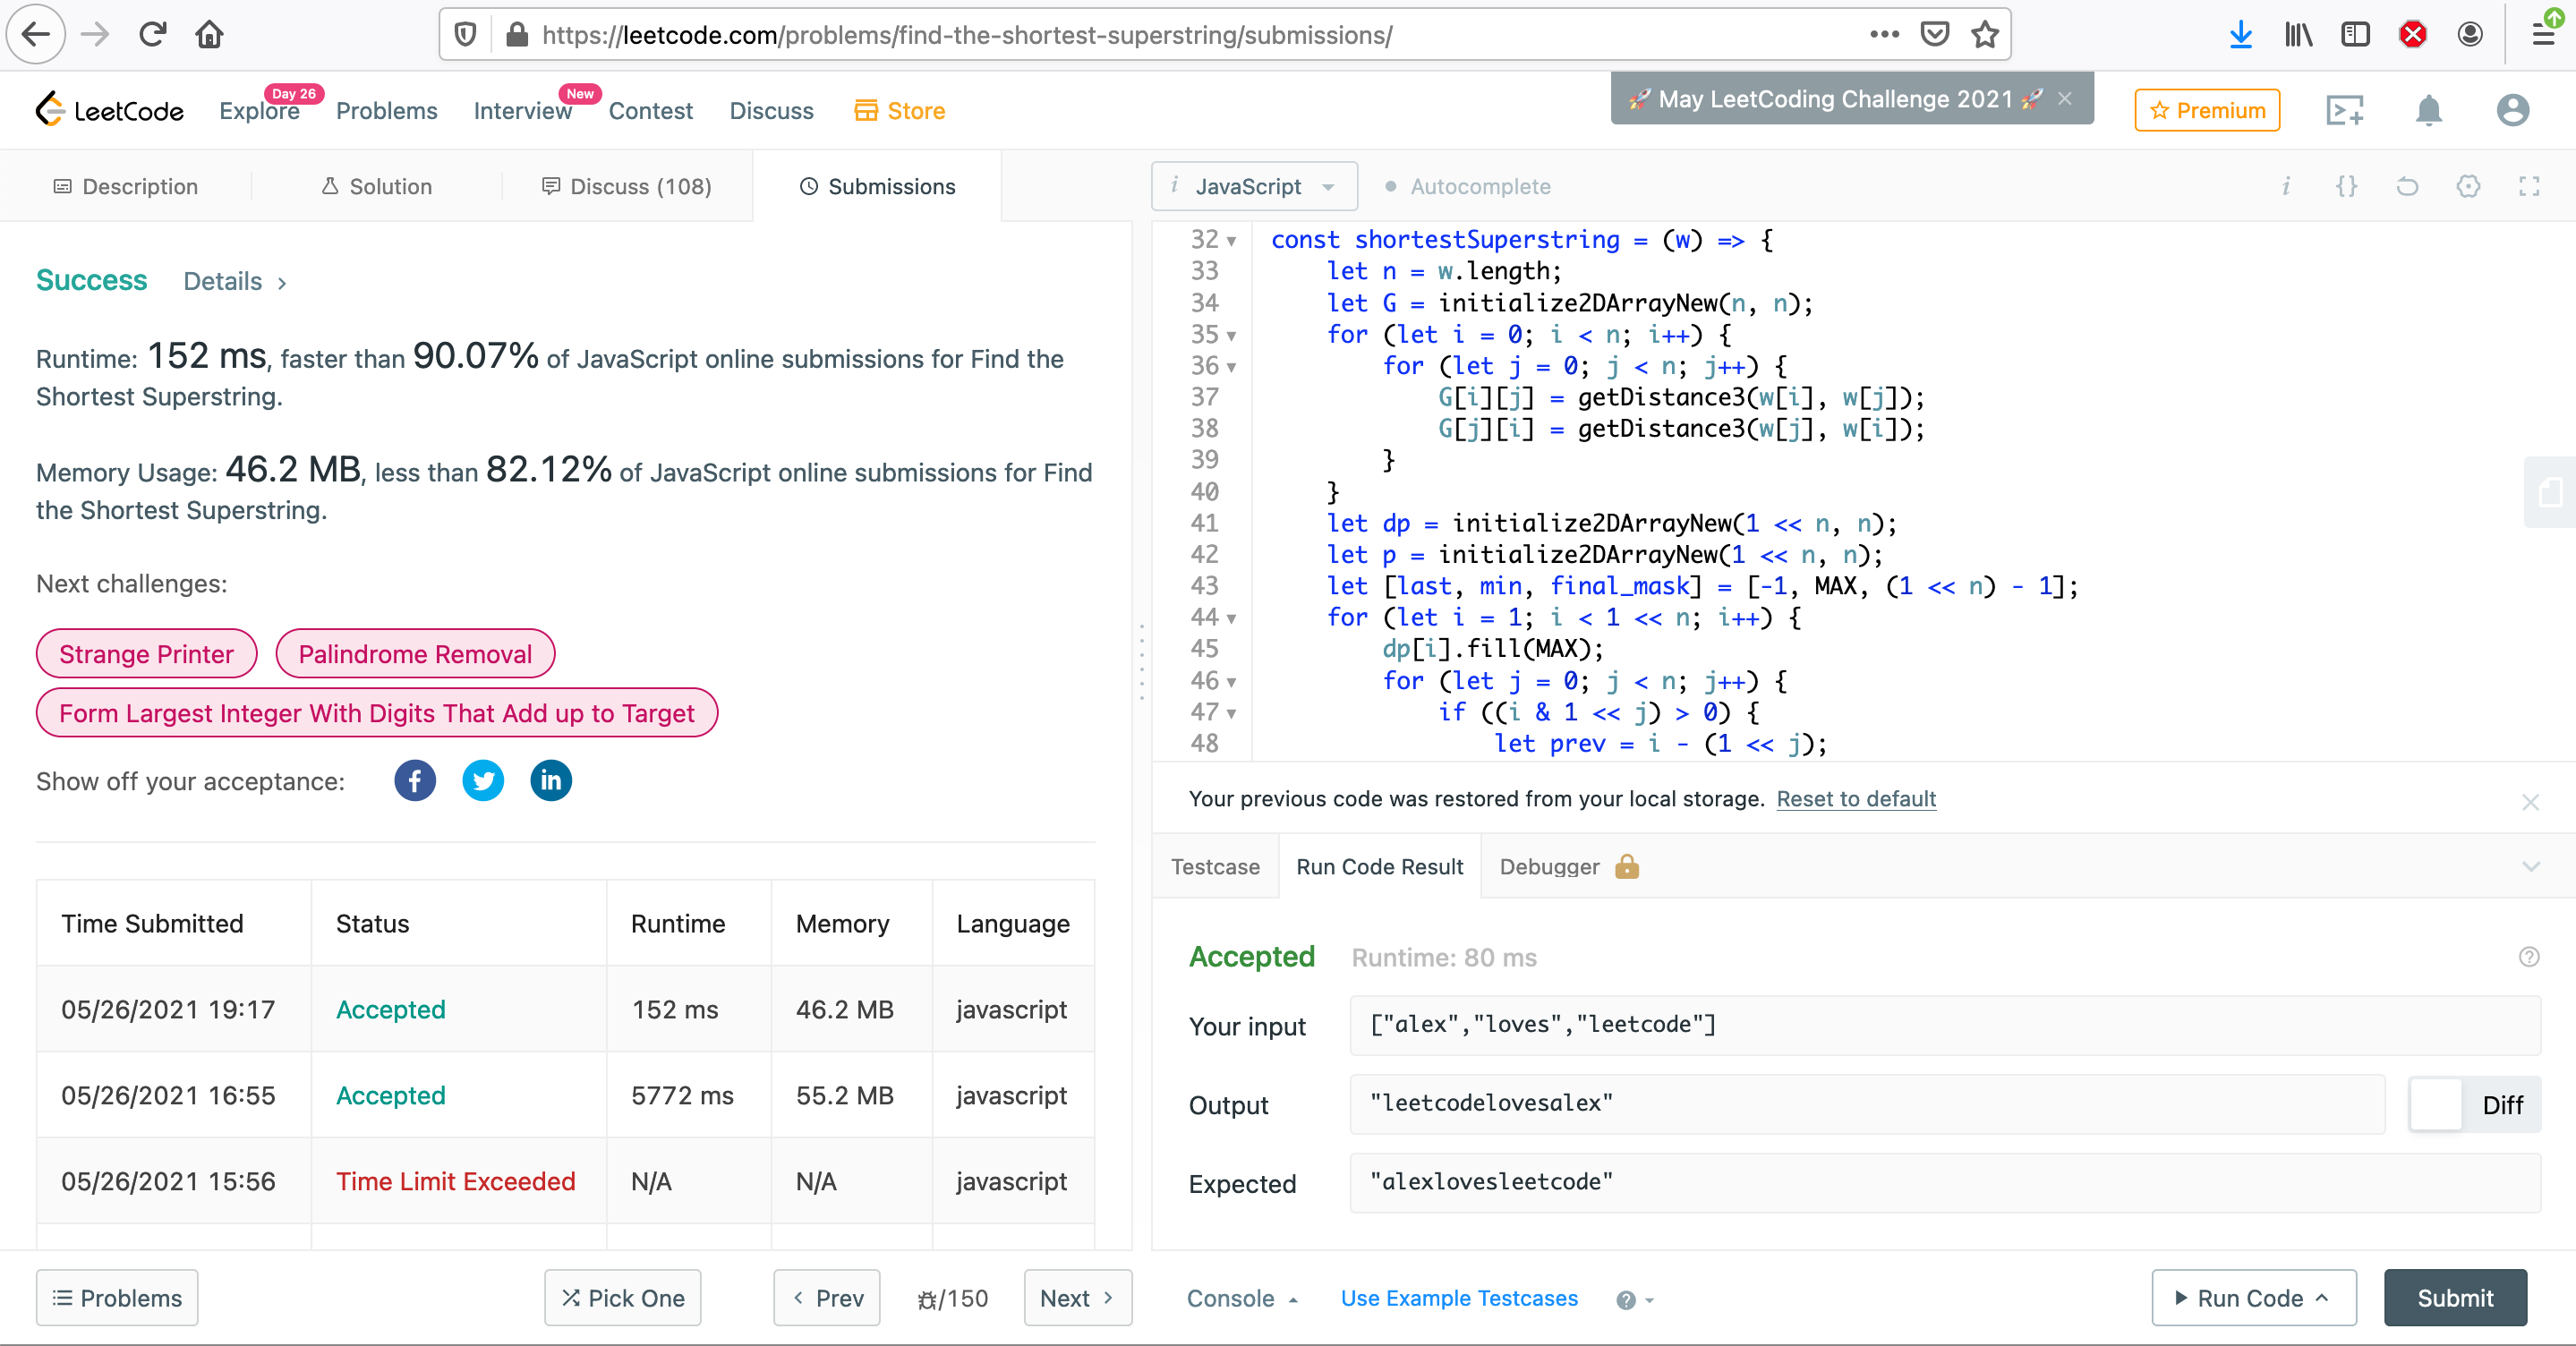 https://leetcode.com/problems/find-the-shortest-superstring/submissions/
LeetCode
Explore
Day 26
Problems
Interview
New
Contest
Discuss
Store
🚀 May LeetCoding Challenge 2021 🚀
Premium
Description
Solution
Discuss (108)
Submissions
Success Details
Runtime: 152 ms, faster than 90.07% of JavaScript online submissions for Find the
Shortest Superstring.
Memory Usage: 46.2 MB, less than 82.12% of JavaScript online submissions for Find
the Shortest Superstring.
Next challenges:
Strange Printer
Palindrome Removal
Form Largest Integer With Digits That Add up to Target
Show off your acceptance:
Time Submitted Status Runtime Memory Language
05/26/2021 19:17 Accepted 152 ms 46.2 MB javascript
05/26/2021 16:55 Accepted 5772 ms 55.2 MB javascript
05/26/2021 15:56 Time Limit Exceeded N/A N/A javascript
Problems
Pick One
Prev
/150
Next
i JavaScript
Autocomplete
32 const shortestSuperstring = (w) => {
33 let n = w.length;
34 let G = initialize2DArrayNew(n, n);
35 for (let i = 0; i < n; i++) {
36 for (let j = 0; j < n; j++) {
37 G[i][j] = getDistance3(w[i], w[j]);
38 G[j][i] = getDistance3(w[j], w[i]);
39 }
40 }
41 let dp = initialize2DArrayNew(1 << n, n);
42 let p = initialize2DArrayNew(1 << n, n);
43 let [last, min, final_mask] = [-1, MAX, (1 << n) - 1];
44 for (let i = 1; i < 1 << n; i++) {
45 dp[i].fill(MAX);
46 for (let j = 0; j < n; j++) {
47 if ((i & 1 << j) > 0) {
48 let prev = i - (1 << j);
Your previous code was restored from your local storage. Reset to default
Testcase
Run Code Result
Debugger
Accepted Runtime: 80 ms
Your input ["alex","loves","leetcode"]
Output "leetcodelovesalex"
Diff
Expected "alexlovesleetcode"
Console
Use Example Testcases
Run Code
Submit